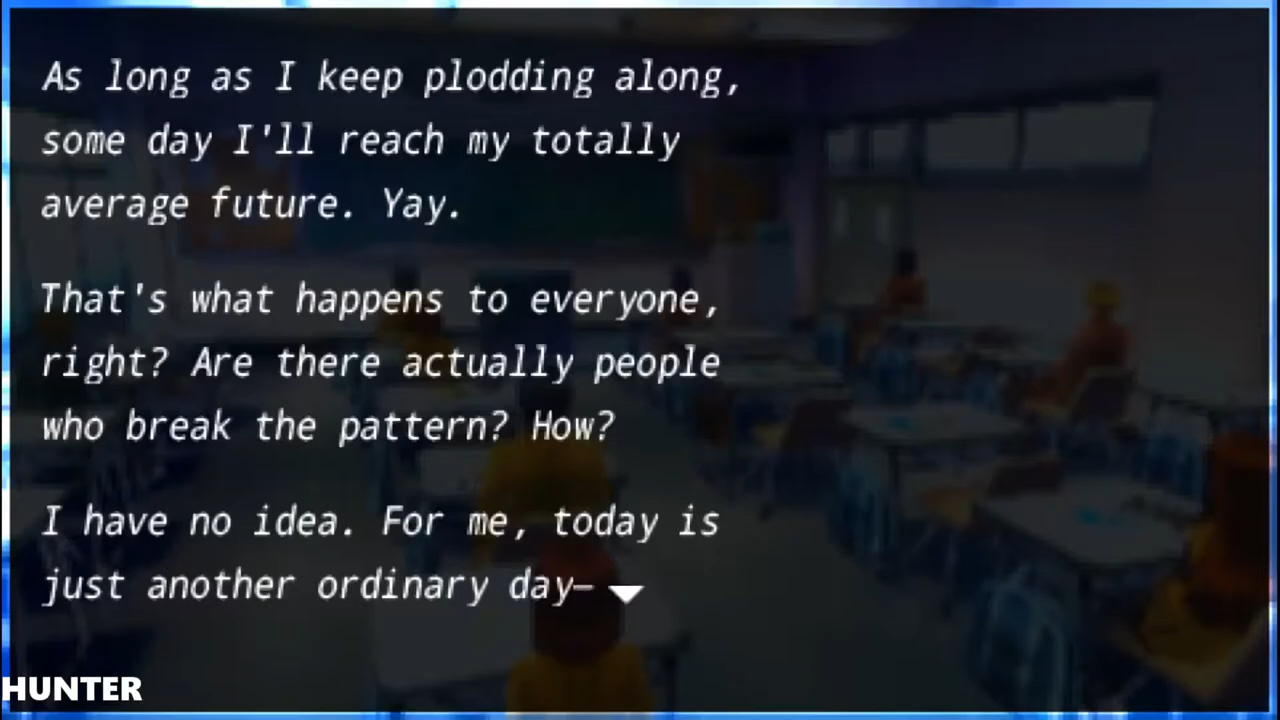 As long as I keep plodding along,
some day I'll reach my totally
average future. Yay.
That's what happens to everyone,
right? Are there actually people
who break the pattern? How?
I have no idea. For me, today is
just another ordinary day—
HUNTER